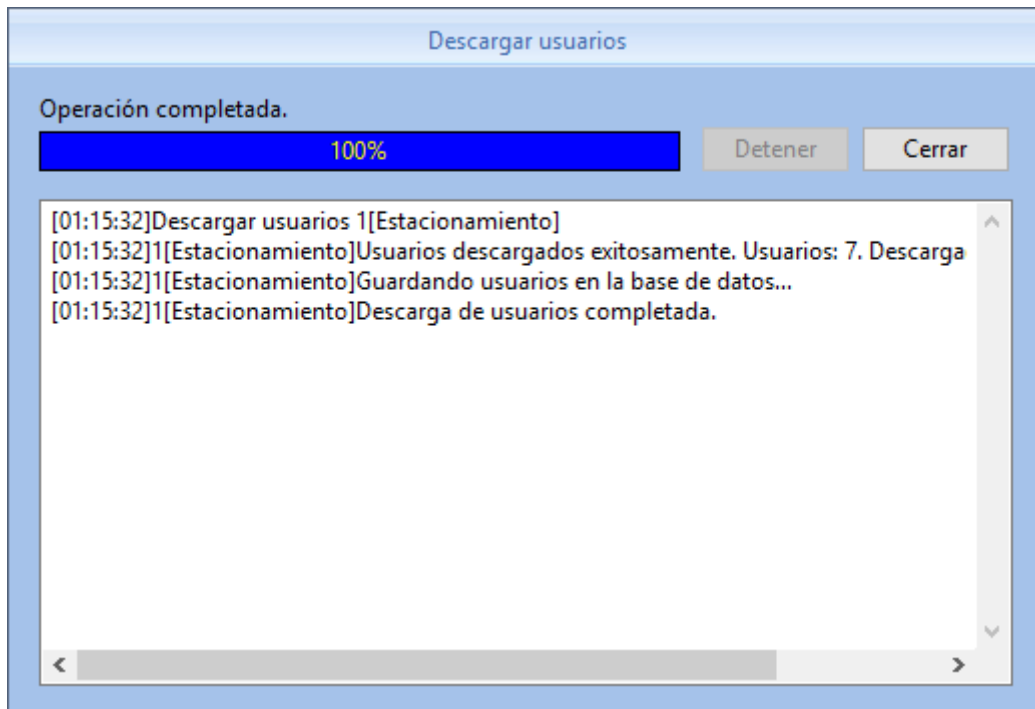 Descargar usuarios
Operación completada.
100%
Detener
Cerrar
[01:15:32]Descargar usuarios 1[Estacionamiento]
[01:15:32]1[Estacionamiento]Usuarios descargados exitosamente. Usuarios: 7. Descarga
[01:15:32]1[Estacionamiento]Guardando usuarios en la base de datos...
[01:15:32]1[Estacionamiento]Descarga de usuarios completada.